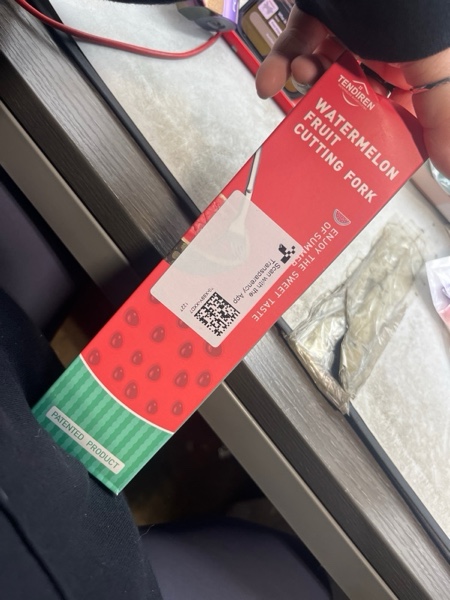 TENDIREN
WATERMELON
FRUIT
CUTTING FORK
ENJOY THE SWEET TASTE
OF SUMMER
Scan with the
Transparency App
PATENTED PRODUCT